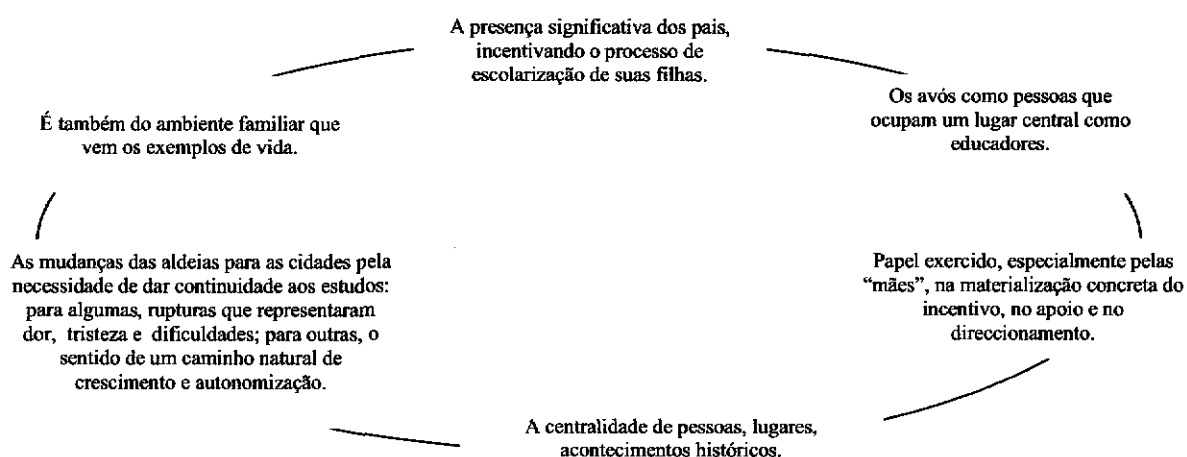 A presença significativa dos pais,
incentivando o processo de
escolarização de suas filhas.
Os avós como pessoas que
ocupam um lugar central como
educadores.
É também do ambiente familiar que
vem os exemplos de vida.
As mudanças das aldeias para as cidades pela
necessidade de dar continuidade aos estudos:
para algumas, rupturas que representaram
dor, tristeza e dificuldades; para outras, o
sentido de um caminho natural de
crescimento e autonomização.
Papel exercido, especialmente pelas
“mães”, na materialização concreta do
incentivo, no apoio e no
direccionamento.
A centralidade de pessoas, lugares,
acontecimentos históricos.